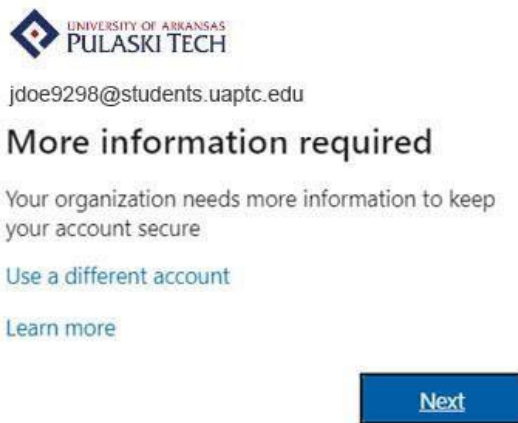 UNIVERSITY OF ARKANSAS
PULASKI TECH
jdoe9298@students.uaptc.edu
More information required
Your organization needs more information to keep
your account secure
Use a different account
Learn more
Next